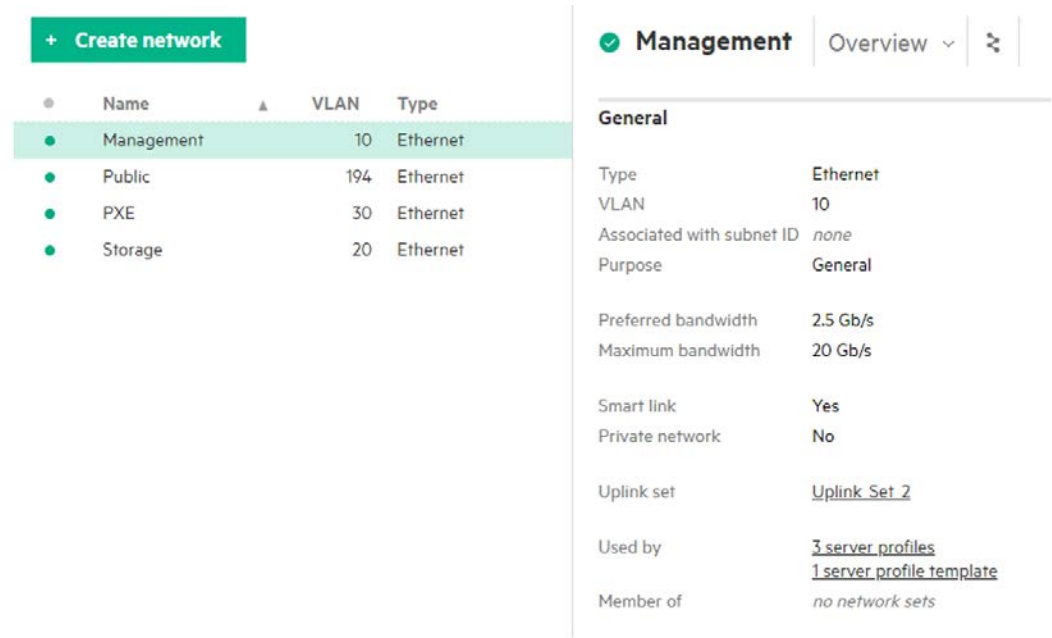 + Create network
Name VLAN Type
Management 10 Ethernet
Public 194 Ethernet
PXE 30 Ethernet
Storage 20 Ethernet
Management Overview
General
Type Ethernet
VLAN 10
Associated with subnet ID none
Purpose General
Preferred bandwidth 2.5 Gb/s
Maximum bandwidth 20 Gb/s
Smart link Yes
Private network No
Uplink set Uplink Set 2
Used by 3 server profiles
1 server profile template
Member of no network sets